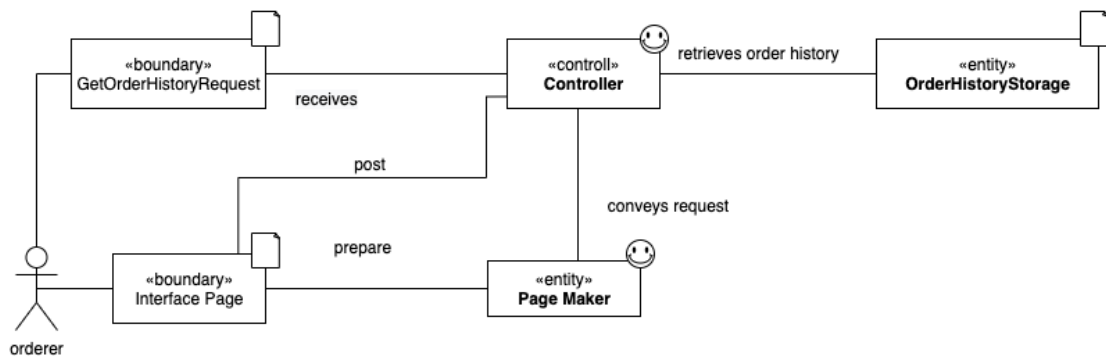 «boundary»
GetOrderHistoryRequest
receives
«controll»
Controller
retrieves order history
«entity»
OrderHistoryStorage
post
conveys request
prepare
«boundary»
Interface Page
«entity»
Page Maker
orderer